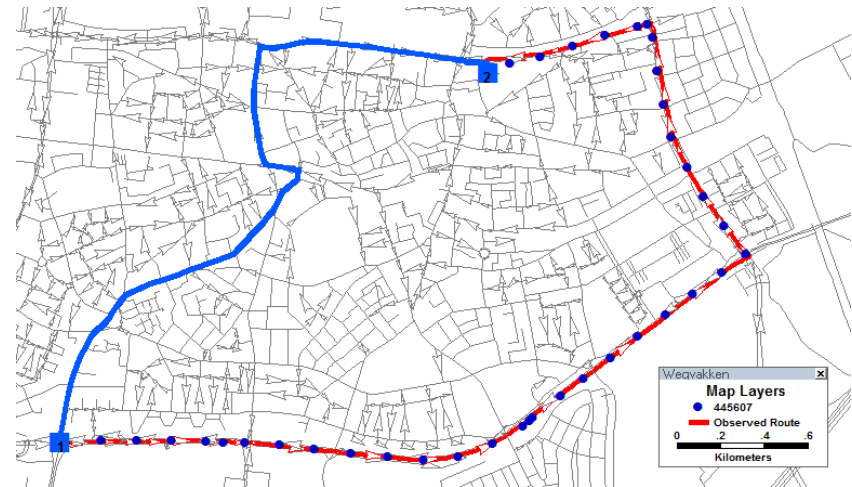 2
1
Wegvakken x
Map Layers
445607
Observed Route
0 .2 .4 .6
Kilometers